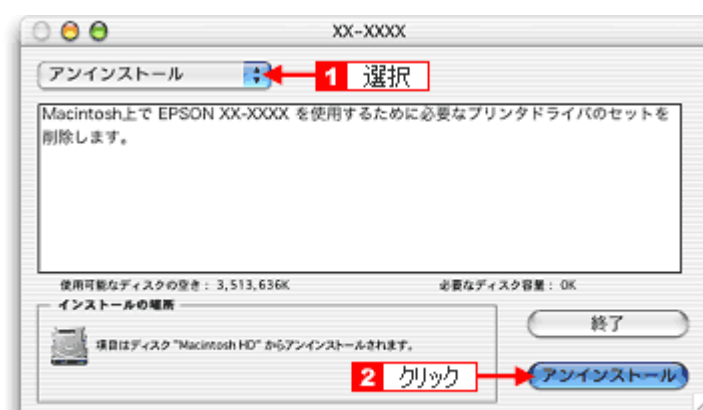 XX-XXXX
アンインストール
1 選択
Macintosh上で EPSON XX-XXXX を使用するために必要なプリンタドライバのセットを
削除します。
使用可能なディスクの空き： 3,513,636K
必要なディスク容量： 0K
インストールの場所
項目はディスク "Macintosh HD" からアンインストールされます。
終了
2 クリック
アンインストール